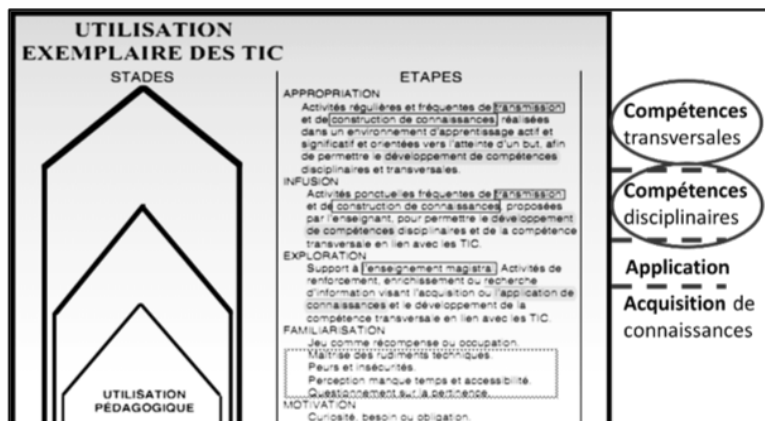 UTILISATION
EXEMPLAIRE DES TIC
STADES
UTILISATION
PÉDAGOGIQUE
ETAPES
APPROPRIATION
Activités régulières et fréquentes de transmission
et de construction de connaissances, réalisées
dans un environnement d'apprentissage actif et
significatif et orientées vers l'atteinte d'un but, afin
de permettre le développement de compétences
disciplinaires et transversales.
INFUSION
Activités ponctuelles fréquentes de transmission
et de construction de connaissances, proposées
par l'enseignant, pour permettre le développement
de compétences disciplinaires et de la compétence
transversale en lien avec les TIC.
EXPLORATION
Support à l'enseignement magistral. Activités de
renforcement, enrichissement ou recherche
d'information visant l'acquisition ou l'application de
connaissances et le développement de la
compétence transversale en lien avec les TIC.
FAMILIARISATION
Jeu comme récompense ou occupation.
Maîtrise des rudiments techniques.
Peurs et insécurités.
Perception manque temps et accessibilité.
Questionnement sur la pertinence.
MOTIVATION
Curiosité, besoin ou obligation.
Compétences
transversales
Compétences
disciplinaires
Application
Acquisition de
connaissances